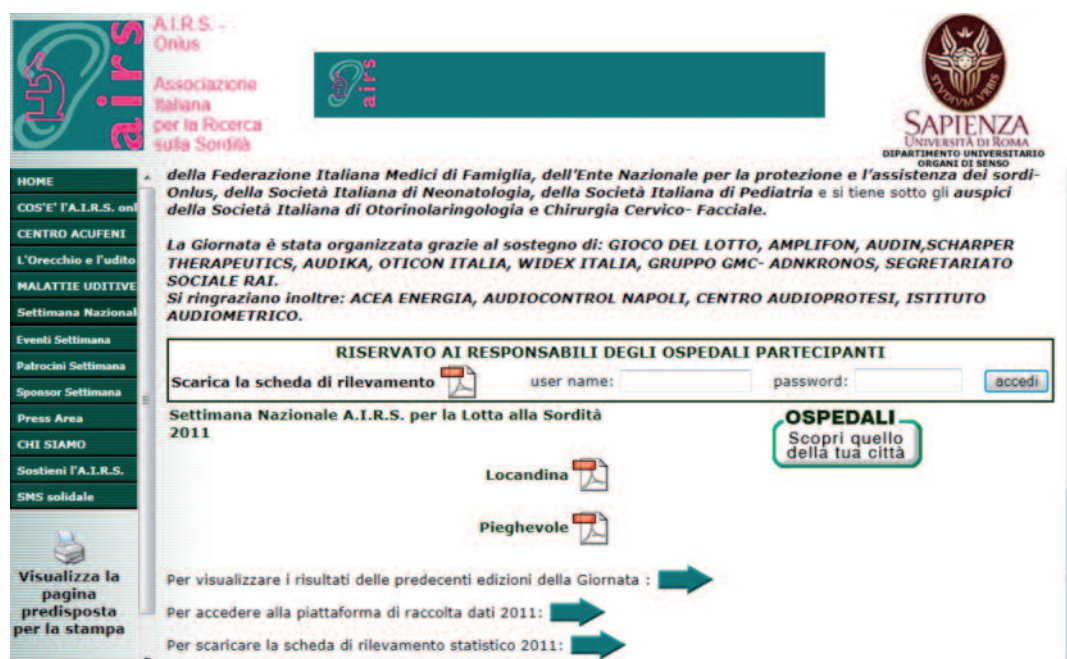 A.I.R.S. -
Onlus
Associazione
Italiana
per la Ricerca
sulla Sordità
airs
airs
STVDIVM VRBIS
SAPIENZA
UNIVERSITÀ DI ROMA
DIPARTIMENTO UNIVERSITARIO
ORGANI DI SENSO
HOME
COS'E' l'A.I.R.S. onl
CENTRO ACUFENI
L'Orecchio e l'udito
MALATTIE UDITIVE
Settimana Nazional
Eventi Settimana
Patrocini Settimana
Sponsor Settimana
Press Area
CHI SIAMO
Sostieni l'A.I.R.S.
SMS solidale
Visualizza la
pagina
predisposta
per la stampa
della Federazione Italiana Medici di Famiglia, dell'Ente Nazionale per la protezione e l'assistenza dei sordi-
Onlus, della Società Italiana di Neonatologia, della Società Italiana di Pediatria e si tiene sotto gli auspici
della Società Italiana di Otorinolaringologia e Chirurgia Cervico- Facciale.
La Giornata è stata organizzata grazie al sostegno di: GIOCO DEL LOTTO, AMPLIFON, AUDIN,SCHARPER
THERAPEUTICS, AUDIKA, OTICON ITALIA, WIDEX ITALIA, GRUPPO GMC- ADNKRONOS, SEGRETARIATO
SOCIALE RAI.
Si ringraziano inoltre: ACEA ENERGIA, AUDIOCONTROL NAPOLI, CENTRO AUDIOPROTESI, ISTITUTO
AUDIOMETRICO.
RISERVATO AI RESPONSABILI DEGLI OSPEDALI PARTECIPANTI
Scarica la scheda di rilevamento user name: password: accedi
Settimana Nazionale A.I.R.S. per la Lotta alla Sordità
2011
OSPEDALI
Scopri quello
della tua città
Locandina
Pieghevole
Per visualizzare i risultati delle predecenti edizioni della Giornata :
Per accedere alla piattaforma di raccolta dati 2011:
Per scaricare la scheda di rilevamento statistico 2011: